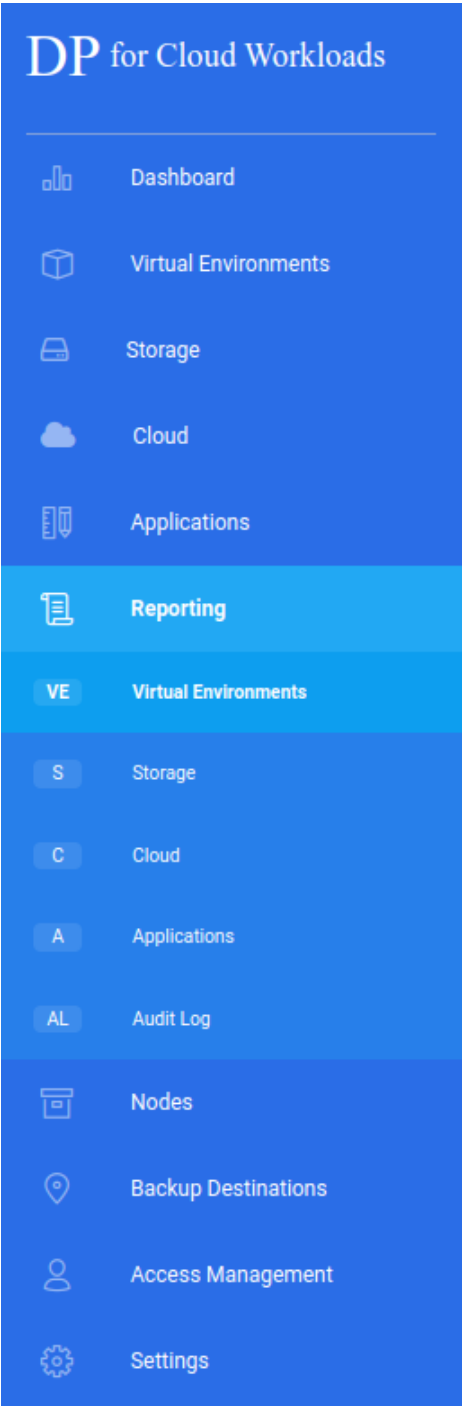 DP for Cloud Workloads
Dashboard
Virtual Environments
Storage
Cloud
Applications
Reporting
VE Virtual Environments
S Storage
C Cloud
A Applications
AL Audit Log
Nodes
Backup Destinations
Access Management
Settings